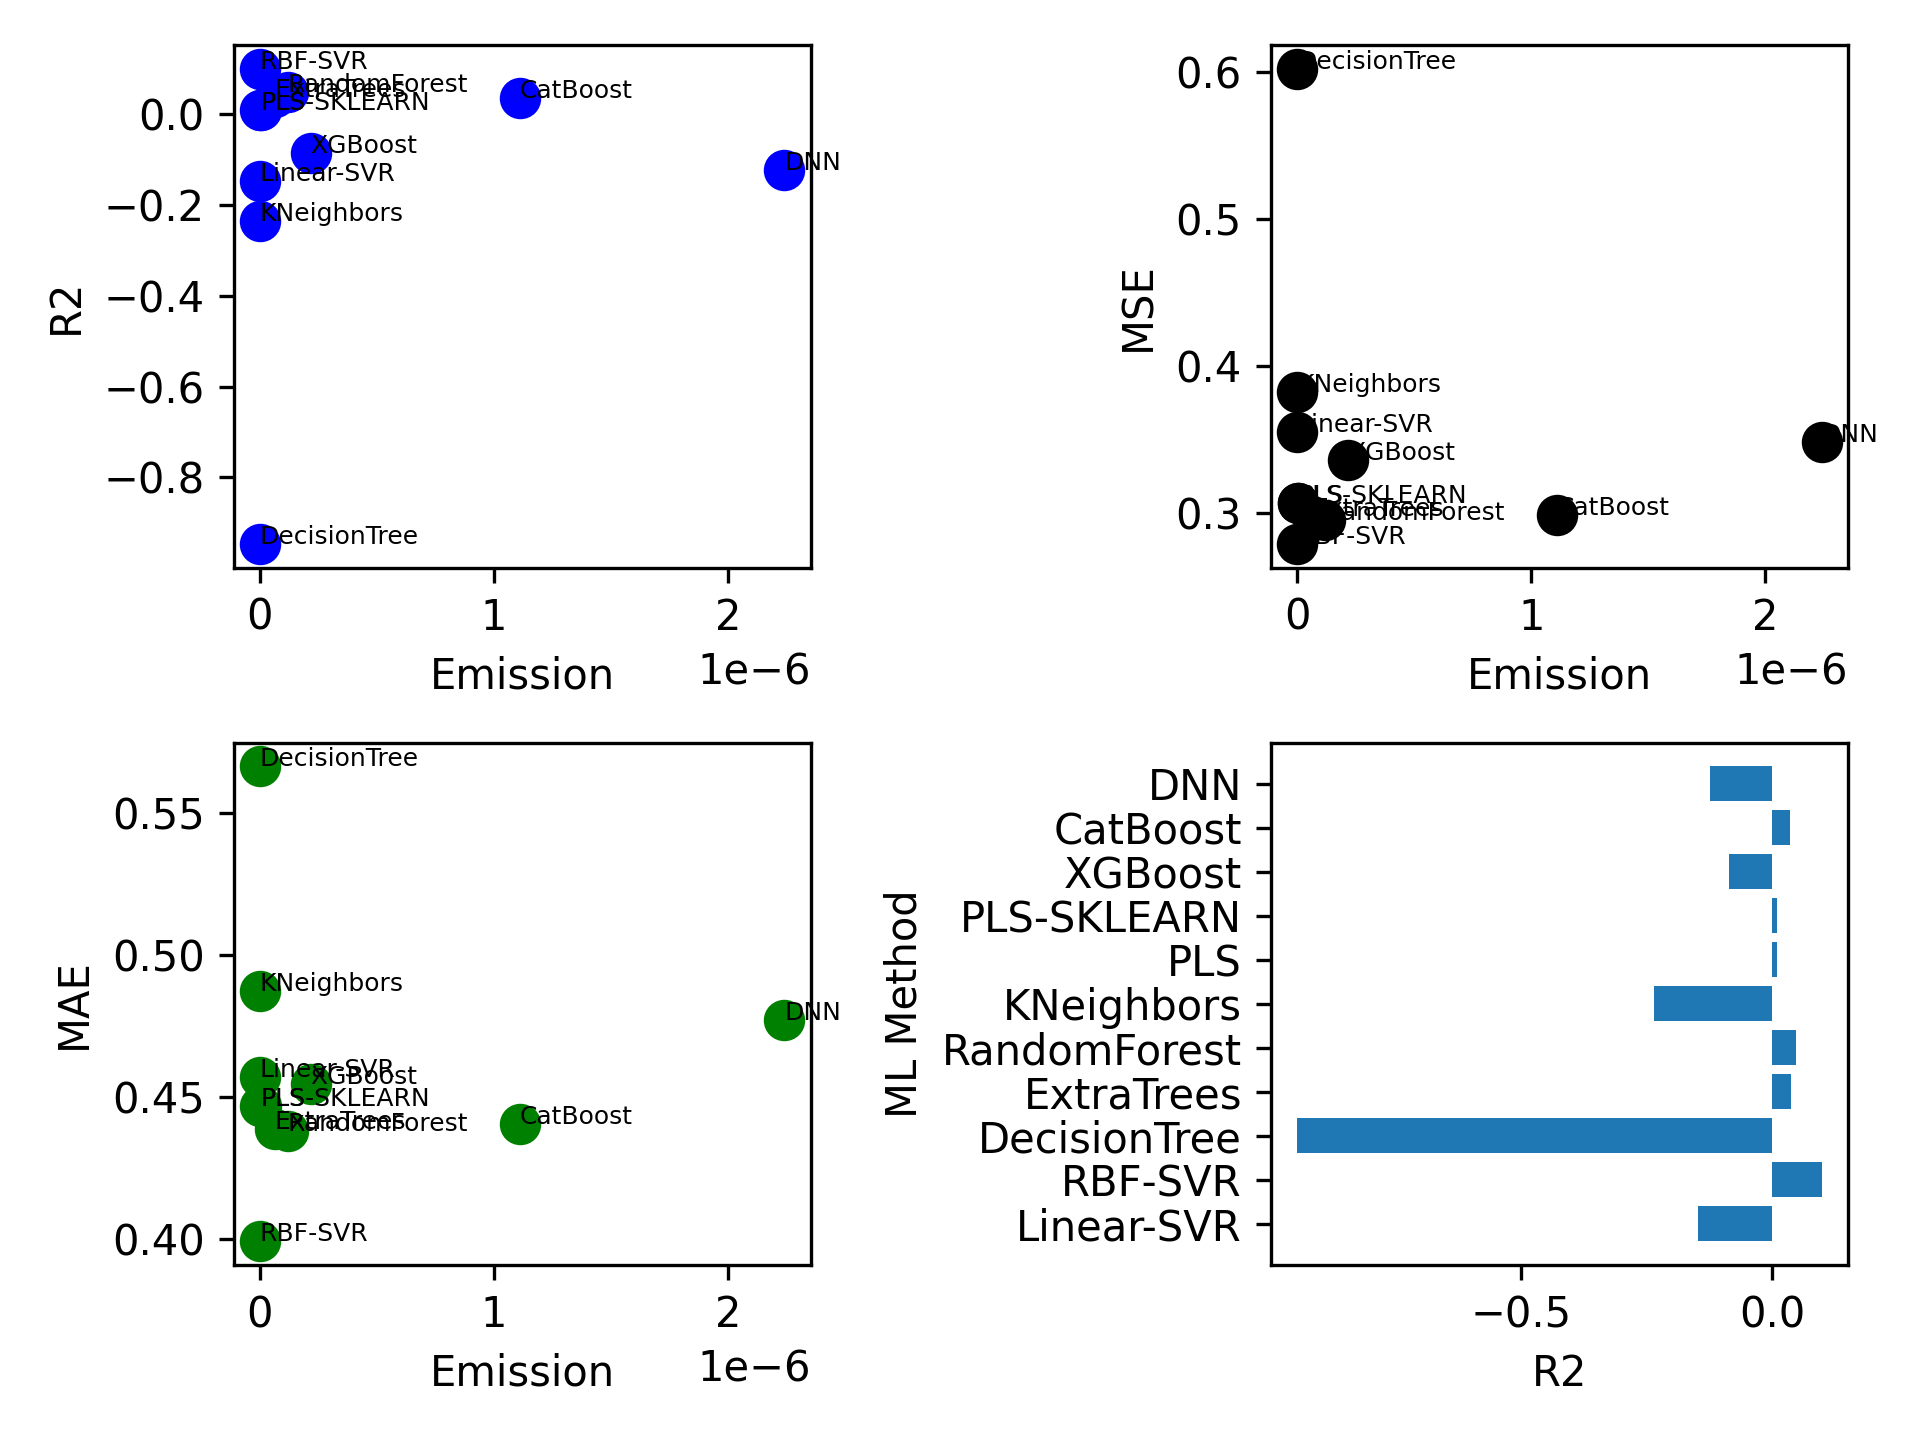 RBF-SVR
RandomForest
ExtraTrees
PLS-SKLEARN
CatBoost
XGBoost
DNN
Linear-SVR
KNeighbors
DecisionTree
0.0
−0.2
−0.4
−0.6
−0.8
R2
0 1 2
Emission 1e−6
DecisionTree
KNeighbors
Linear-SVR
DNN
XGBoost
PLS-SKLEARN
ExtraTrees
RandomForest
CatBoost
RBF-SVR
0.6
0.5
0.4
0.3
MSE
0 1 2
Emission 1e−6
DecisionTree
KNeighbors
DNN
Linear-SVR
XGBoost
PLS-SKLEARN
ExtraTrees
RandomForest
CatBoost
RBF-SVR
0.55
0.50
0.45
0.40
MAE
0 1 2
Emission 1e−6
DNN
CatBoost
XGBoost
PLS-SKLEARN
PLS
KNeighbors
RandomForest
ExtraTrees
DecisionTree
RBF-SVR
Linear-SVR
ML Method
−0.5 0.0
R2